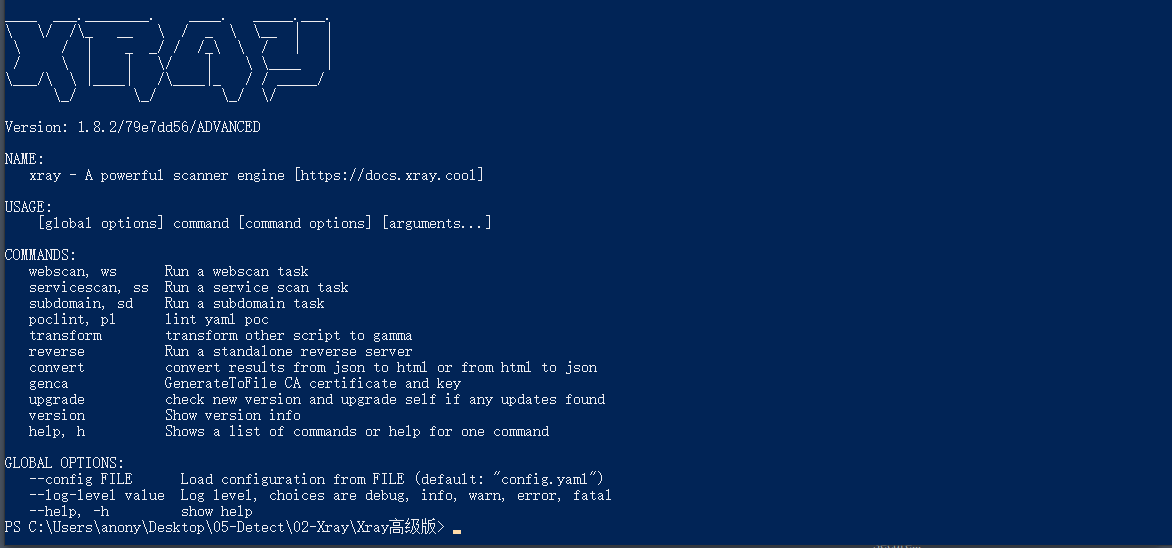 Version: 1.8.2/79e7dd56/ADVANCED
NAME:
xray - A powerful scanner engine [https://docs.xray.cool]
USAGE:
[global options] command [command options] [arguments...]
COMMANDS:
webscan, ws Run a webscan task
servicescan, ss Run a service scan task
subdomain, sd Run a subdomain task
poclint, pl lint yaml poc
transform transform other script to gamma
reverse Run a standalone reverse server
convert convert results from json to html or from html to json
genca GenerateToFile CA certificate and key
upgrade check new version and upgrade self if any updates found
version Show version info
help, h Shows a list of commands or help for one command
GLOBAL OPTIONS:
--config FILE Load configuration from FILE (default: "config.yaml")
--log-level value Log level, choices are debug, info, warn, error, fatal
--help, -h show help
PS C:\Users\anony\Desktop\05-Detect\02-Xray\Xray高级版>